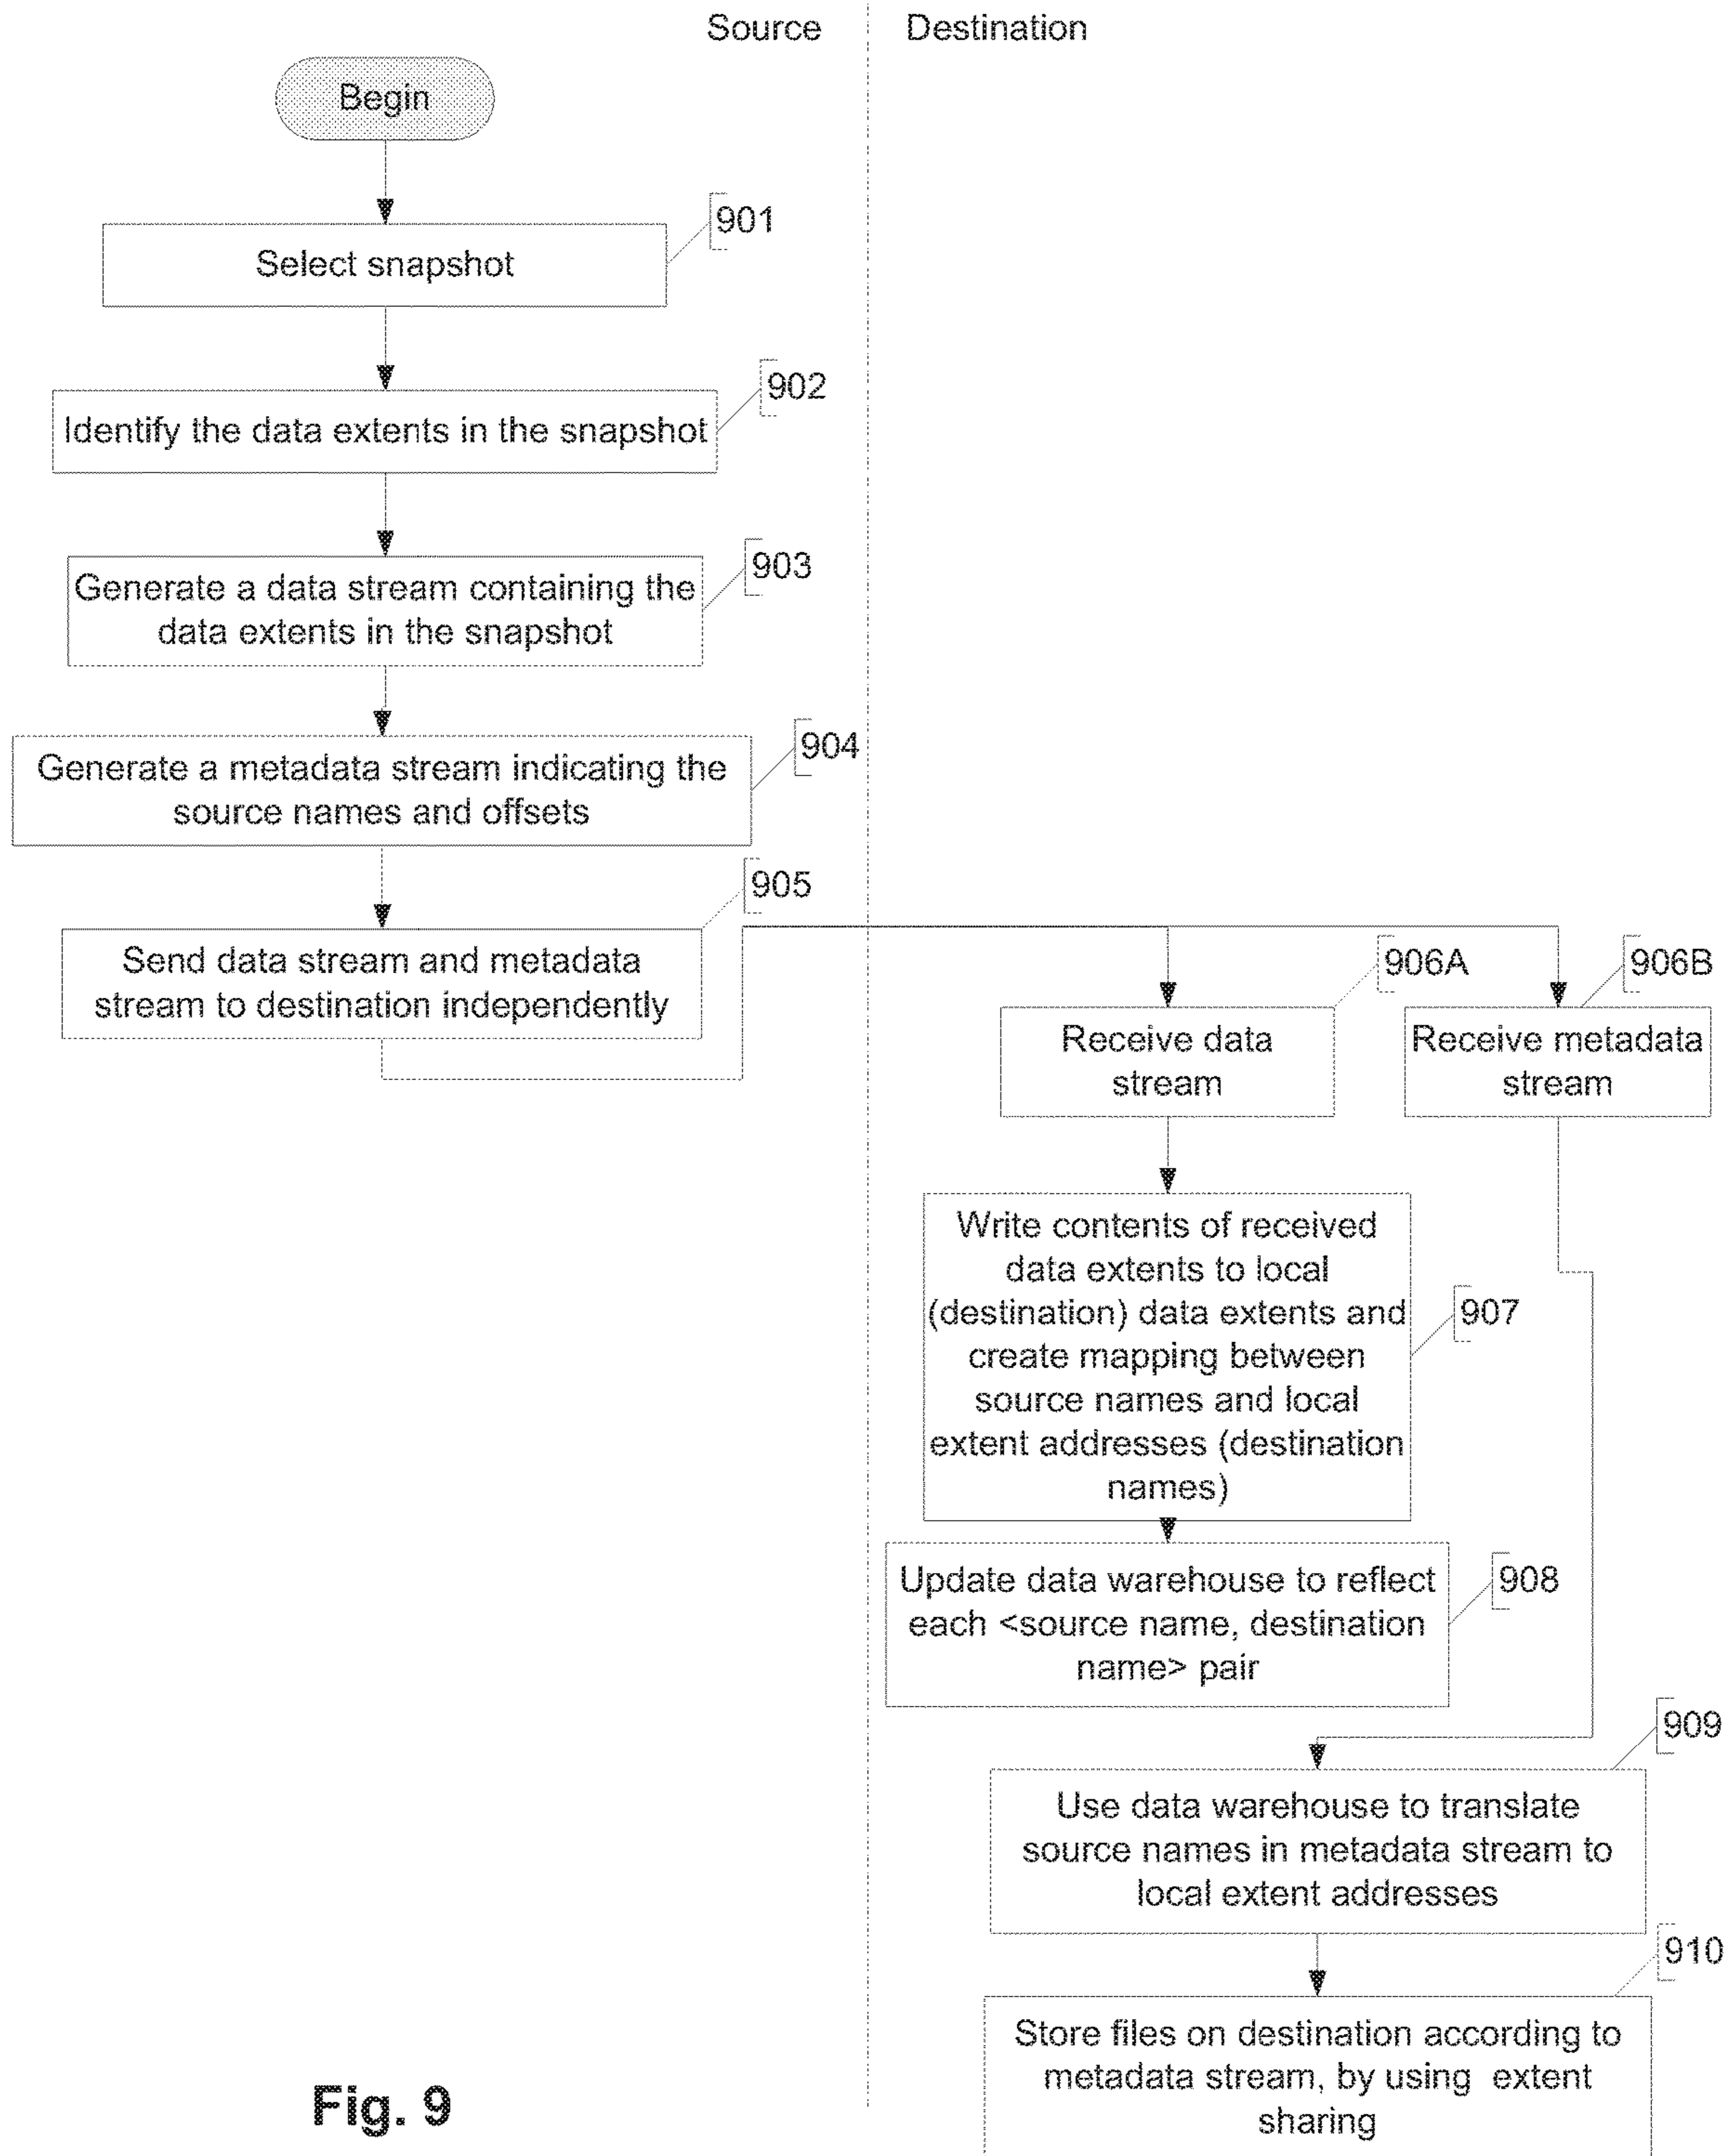 Source
Destination
Begin
901
Select snapshot
902
Identify the data extents in the snapshot
903
Generate a data stream containing the
data extents in the snapshot
904
Generate a metadata stream indicating the
source names and offsets
905
Send data stream and metadata
stream to destination independently
906A
906B
Receive data
stream
Receive metadata
stream
Write contents of received
data extents to local
(destination) data extents and
create mapping between
source names and local
extent addresses (destination
names)
907
Update data warehouse to reflect
each <source name, destination
name> pair
908
909
Use data warehouse to translate
source names in metadata stream to
local extent addresses
910
Store files on destination according to
metadata stream, by using extent
sharing
Fig. 9